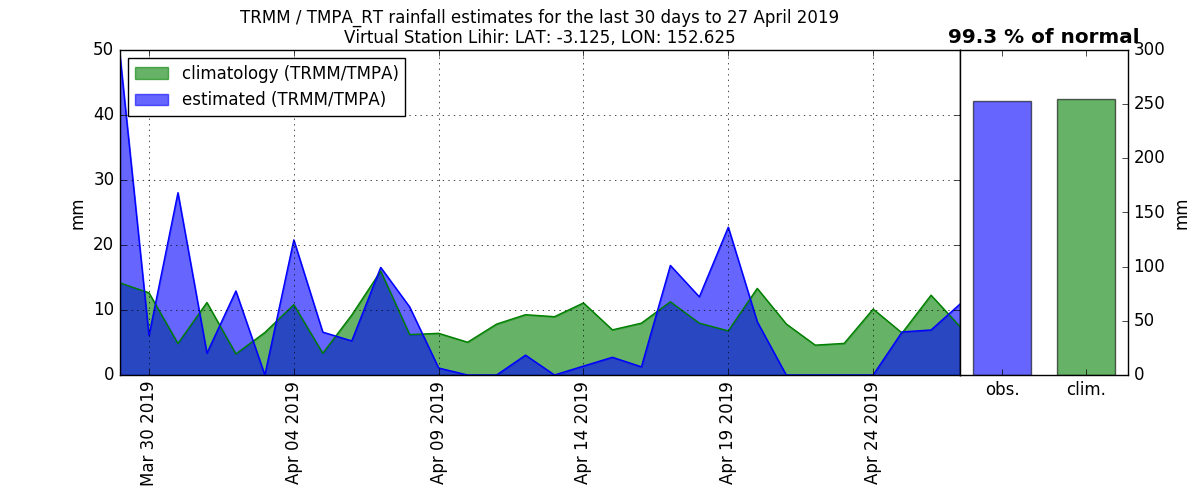 TRMM / TMPA_RT rainfall estimates for the last 30 days to 27 April 2019
Virtual Station Lihir: LAT: -3.125, LON: 152.625
99.3 % of normal
climatology (TRMM/TMPA)
estimated (TRMM/TMPA)
50
40
30
20
10
0
mm
Mar 30 2019
Apr 04 2019
Apr 09 2019
Apr 14 2019
Apr 19 2019
Apr 24 2019
obs.
clim.
300
250
200
150
100
50
0
mm